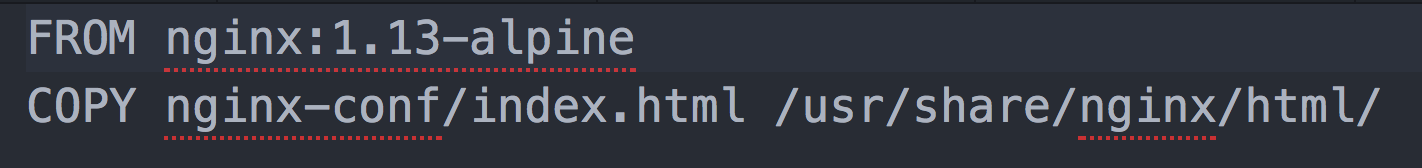 FROM nginx:1.13-alpine
COPY nginx-conf/index.html /usr/share/nginx/html/